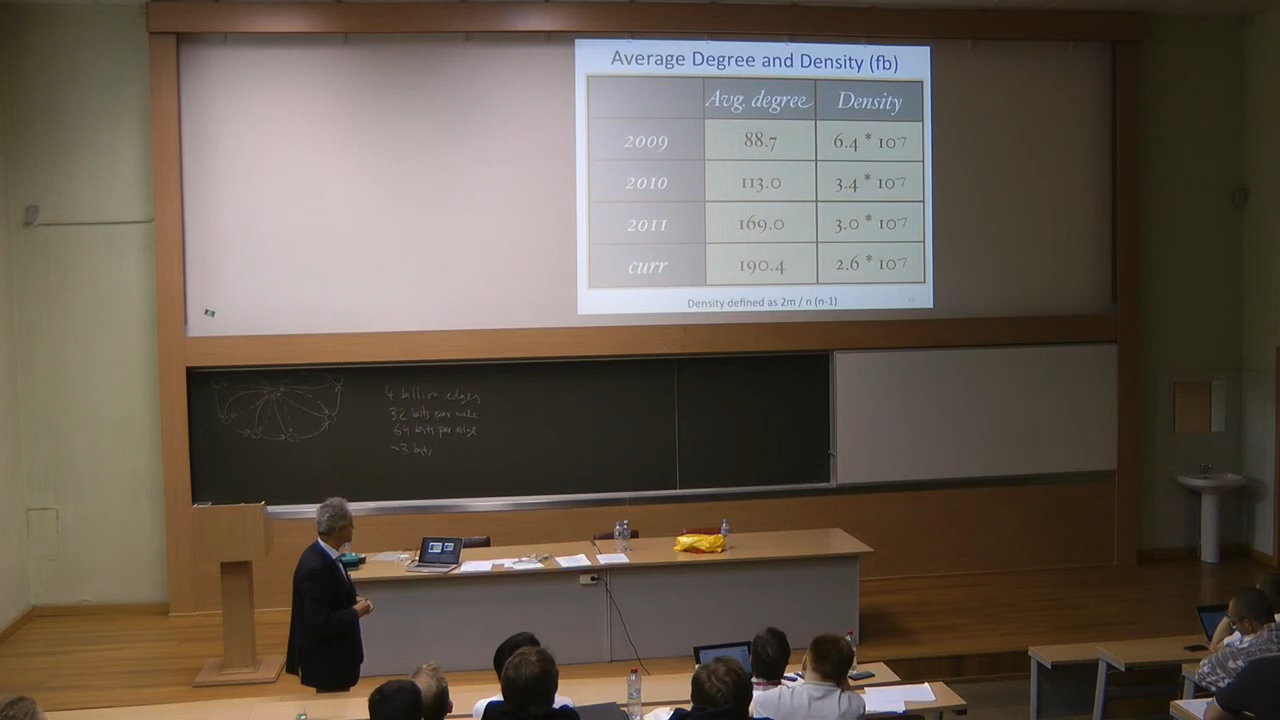 Average Degree and Density (fb)
Avg. degree Density
2009 88.7 6.4 * 10⁻⁷
2010 113.0 3.4 * 10⁻⁷
2011 169.0 3.0 * 10⁻⁷
curr 190.4 2.6 * 10⁻⁷
Density defined as 2m / n (n-1)
4 billion edges
32 bits per node
64 bits per edge
~3 bits